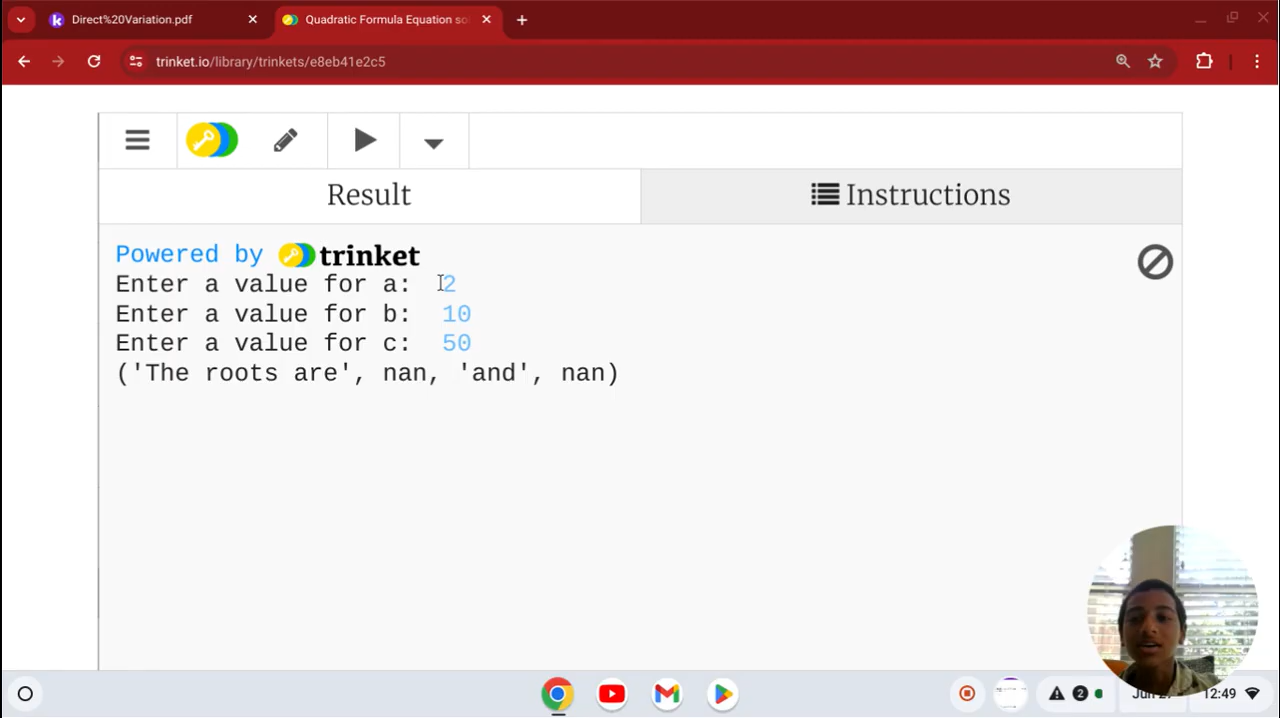 Direct%20Variation.pdf
Quadratic Formula Equation so
trinket.io/library/trinkets/e8eb41e2c5
Result
Instructions
Powered by trinket
Enter a value for a: 2
Enter a value for b: 10
Enter a value for c: 50
('The roots are', nan, 'and', nan)
2
12:49